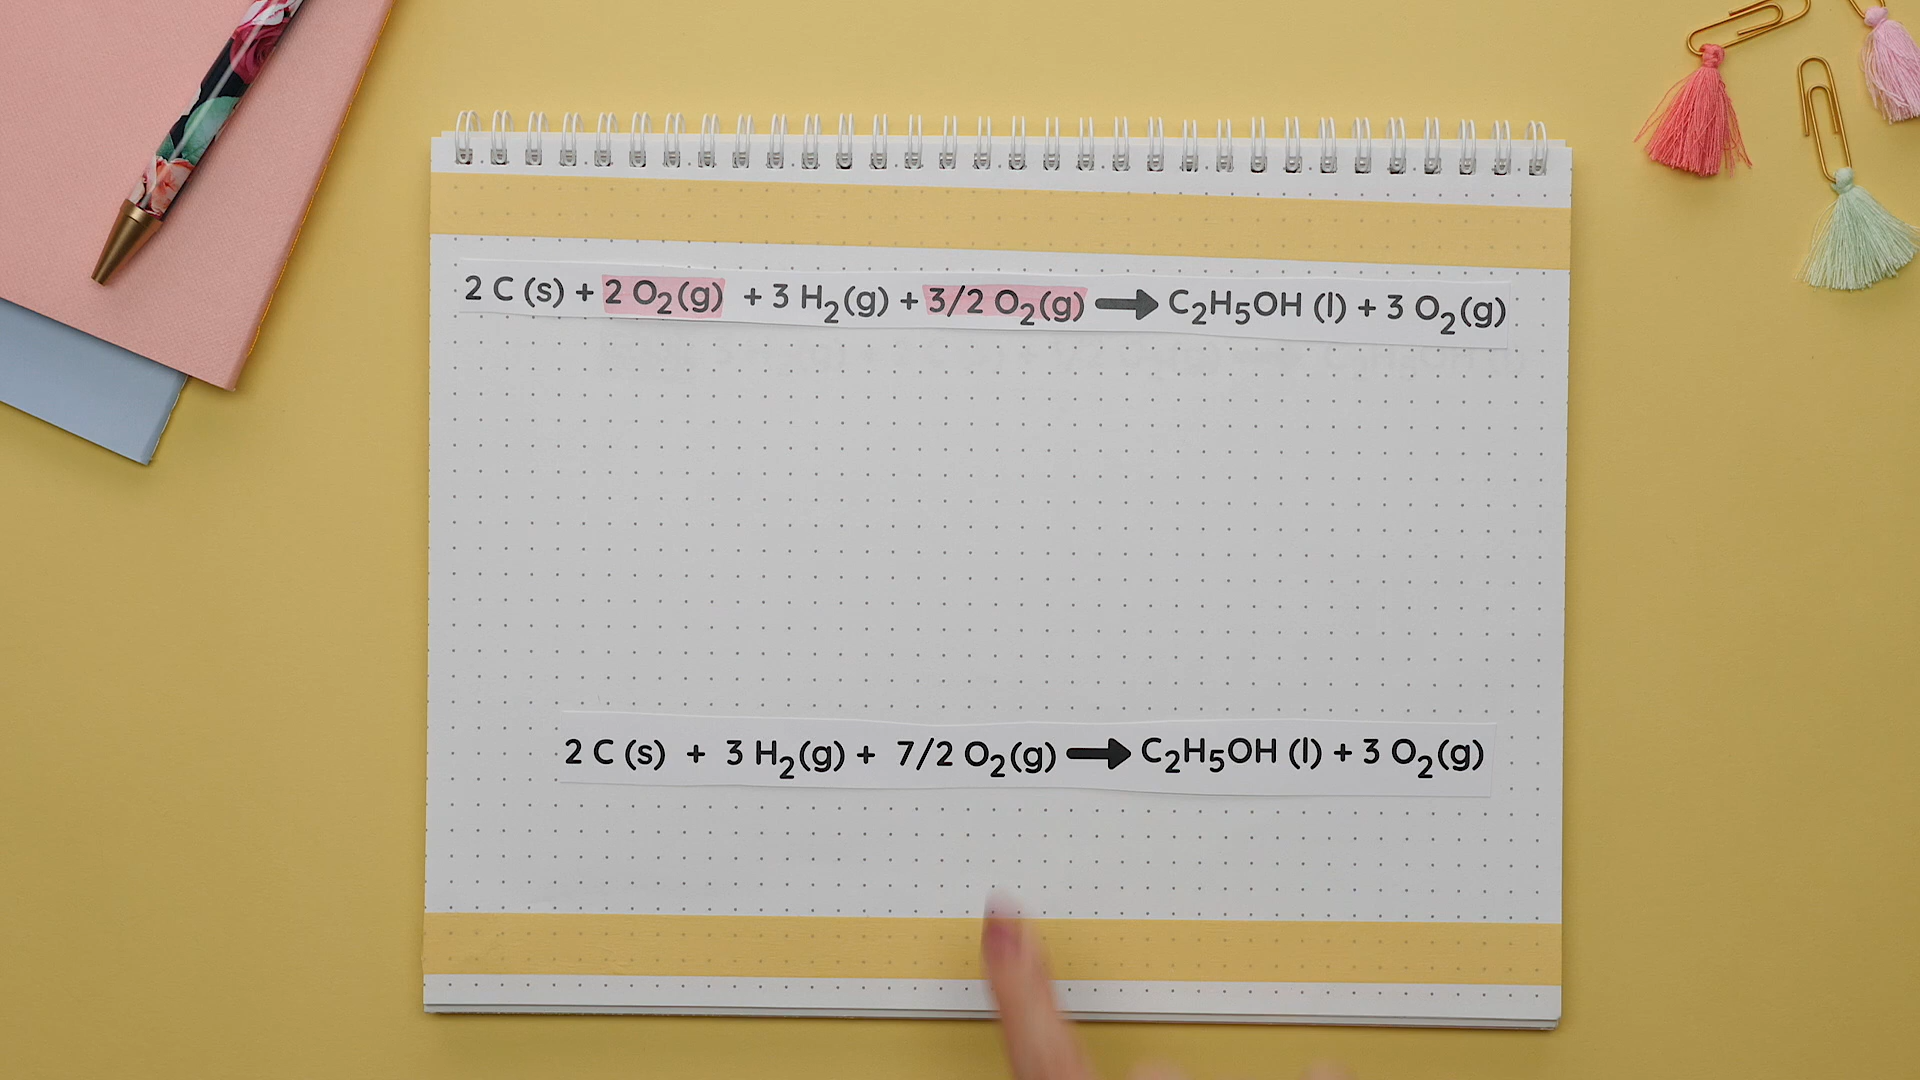 2 C (s) + 2 O₂(g) + 3 H₂(g) + 3/2 O₂(g) → C₂H₅OH (l) + 3 O₂(g)
2 C (s) + 3 H₂(g) + 7/2 O₂(g) → C₂H₅OH (l) + 3 O₂(g)